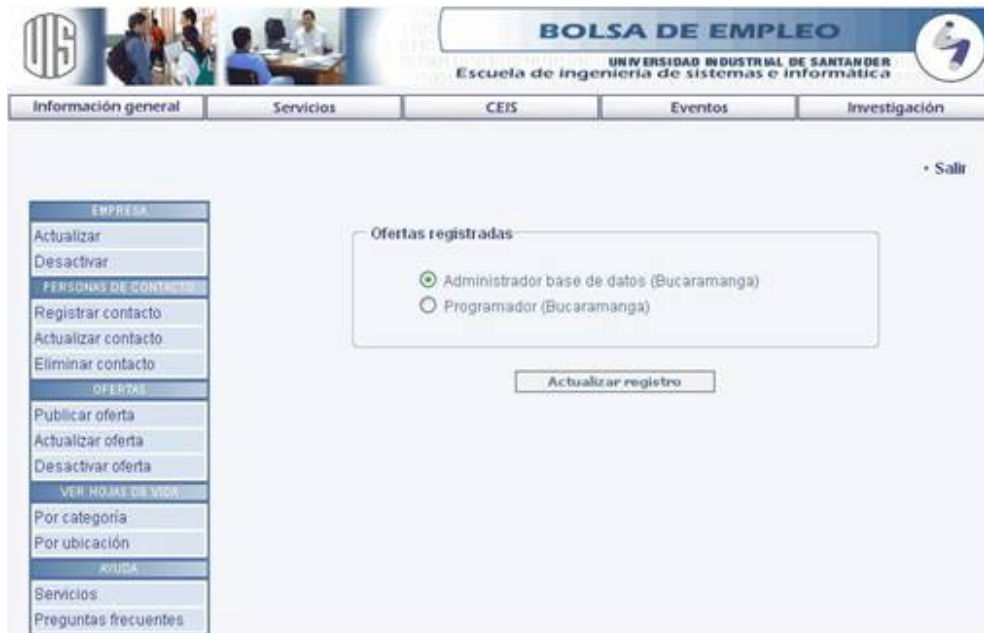 UIS
BOLSA DE EMPLEO
UNIVERSIDAD INDUSTRIAL DE SANTANDER
Escuela de ingeniería de sistemas e informática
Información general
Servicios
CEIS
Eventos
Investigación
• Salir
EMPRESA
Actualizar
Desactivar
PERSONAS DE CONTACTO
Registrar contacto
Actualizar contacto
Eliminar contacto
OFERTAS
Publicar oferta
Actualizar oferta
Desactivar oferta
VER HOJAS DE VIDA
Por categoría
Por ubicación
AYUDA
Servicios
Preguntas frecuentes
Ofertas registradas
Administrador base de datos (Bucaramanga)
Programador (Bucaramanga)
Actualizar registro